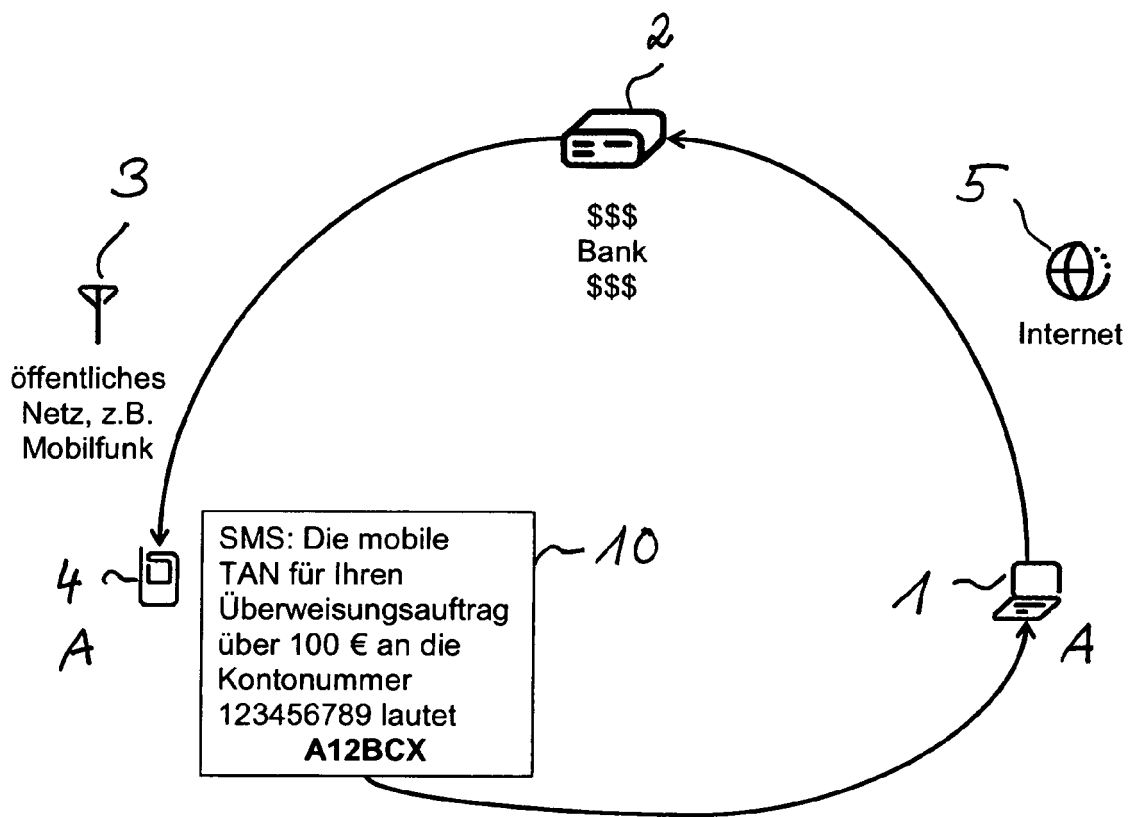 2
3
5
$$$
Bank
$$$
Internet
öffentliches
Netz, z.B.
Mobilfunk
SMS: Die mobile
TAN für Ihren
Überweisungsauftrag
über 100 € an die
Kontonummer
123456789 lautet
A12BCX
10
4
A
1
A